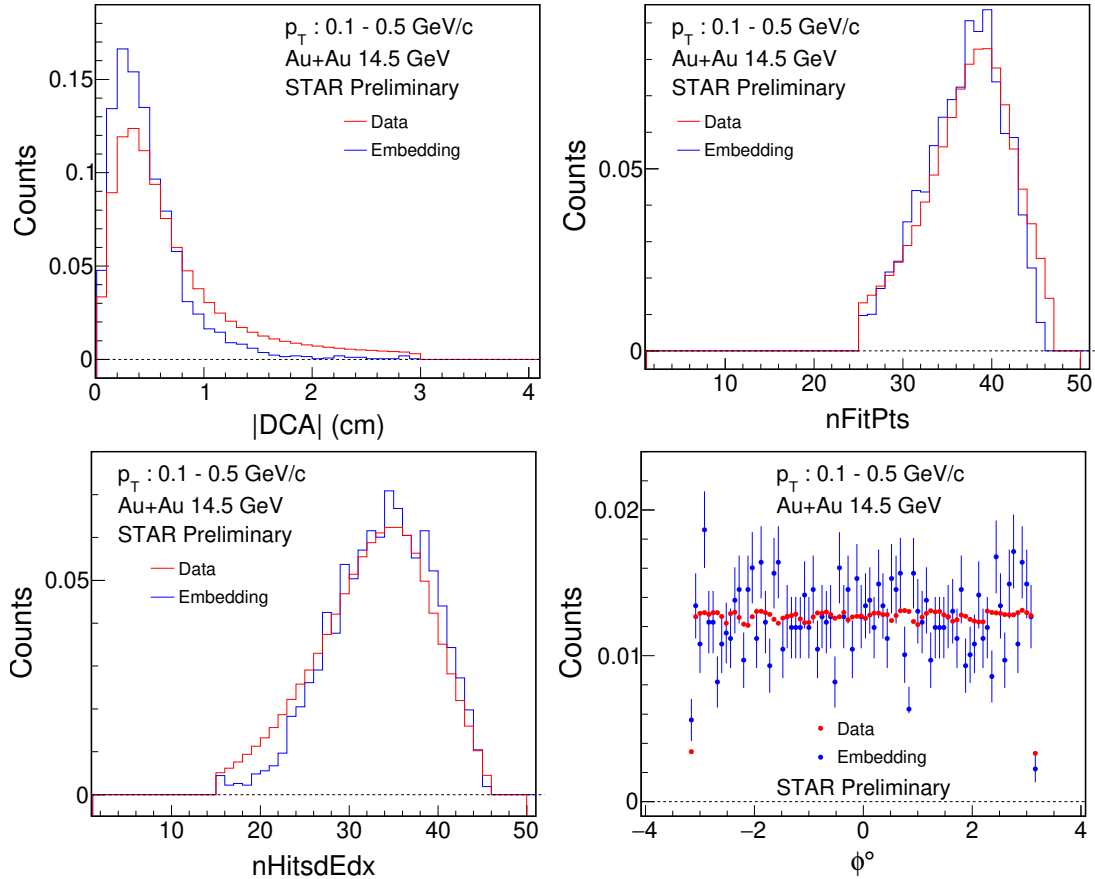 p_T : 0.1 - 0.5 GeV/c
Au+Au 14.5 GeV
STAR Preliminary
Data
Embedding
Counts
0.15
0.1
0.05
0
0 1 2 3 4
|DCA| (cm)
p_T : 0.1 - 0.5 GeV/c
Au+Au 14.5 GeV
STAR Preliminary
Data
Embedding
Counts
0.05
0
10 20 30 40 50
nFitPts
p_T : 0.1 - 0.5 GeV/c
Au+Au 14.5 GeV
STAR Preliminary
Data
Embedding
Counts
0.05
0
10 20 30 40 50
nHitsdEdx
p_T : 0.1 - 0.5 GeV/c
Au+Au 14.5 GeV
Counts
0.02
0.01
0
Data
Embedding
STAR Preliminary
−4 −2 0 2 4
ϕ°